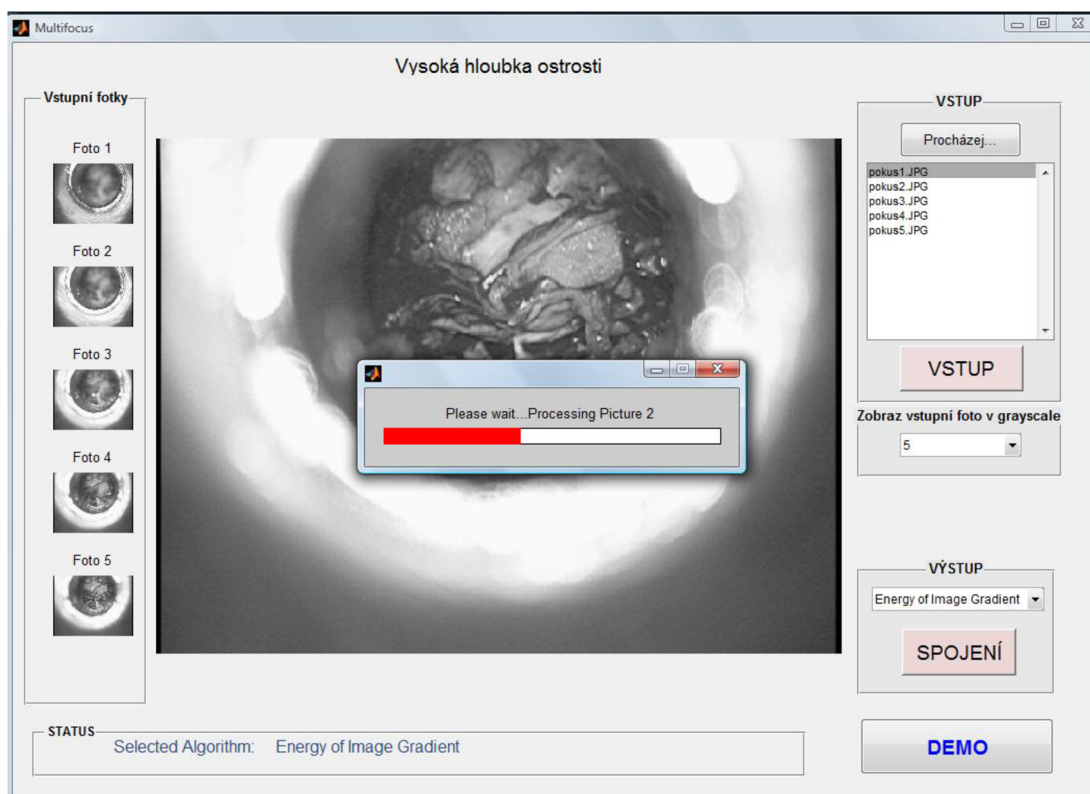 Multifocus
Vysoká hloubka ostrosti
Vstupní fotky
Foto 1
Foto 2
Foto 3
Foto 4
Foto 5
Please wait...Processing Picture 2
VSTUP
Procházej...
pokus1.JPG
pokus2.JPG
pokus3.JPG
pokus4.JPG
pokus5.JPG
VSTUP
Zobraz vstupní foto v grayscale
5
VÝSTUP
Energy of Image Gradient
SPOJENÍ
STATUS
Selected Algorithm: Energy of Image Gradient
DEMO